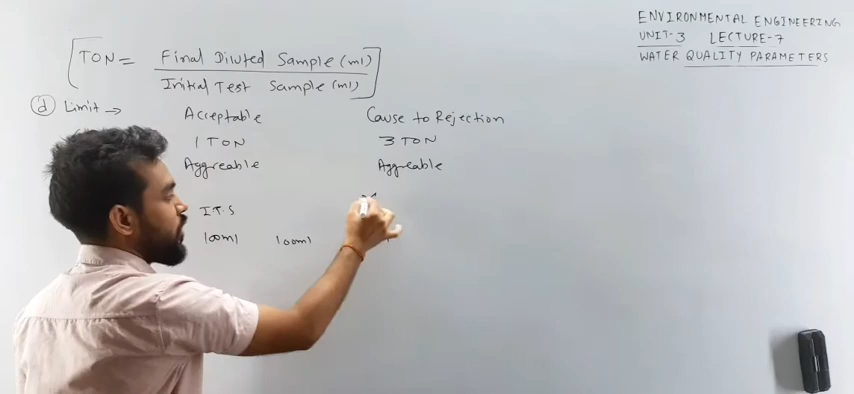 ENVIRONMENTAL ENGINEERING
UNIT-3 LECTURE-7
WATER QUALITY PARAMETERS
TON = Final Diluted Sample (ml)
Initial Test Sample (ml)
(d) Limit → Acceptable Cause to Rejection
1 TON 3 TON
Aggreable Aggreable
I.T.S
100ml 100ml